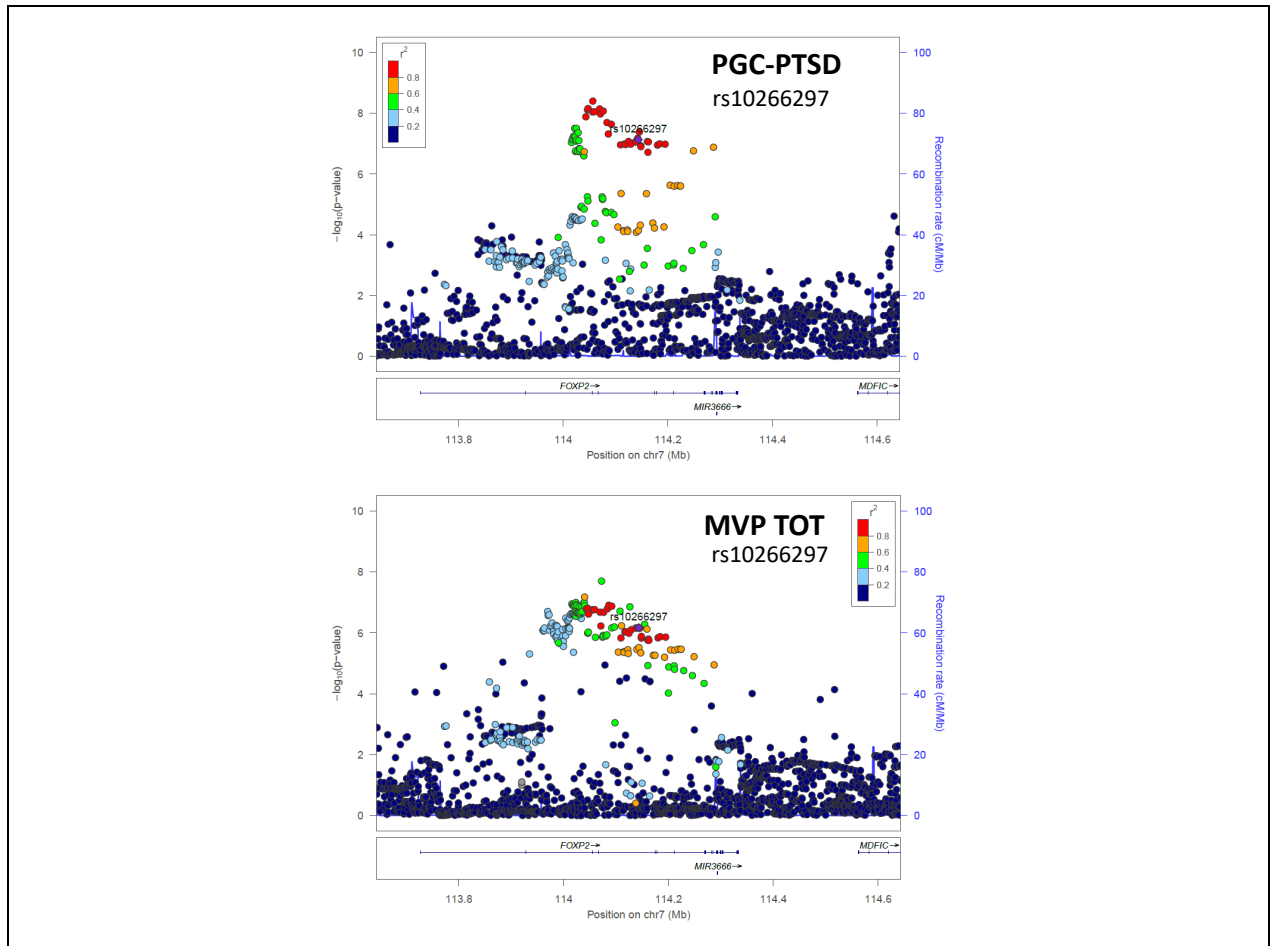 PGC-PTSD
rs10266297
r2
0.8
0.6
0.4
0.2
rs10266297
10
8
6
4
2
0
−log10(p−value)
100
80
60
40
20
0
Recombination rate (cM/Mb)
FOXP2→
MDFIC→
MIR3666→
113.8 114 114.2 114.4 114.6
Position on chr7 (Mb)
MVP TOT
rs10266297
r2
0.8
0.6
0.4
0.2
rs10266297
10
8
6
4
2
0
−log10(p−value)
100
80
60
40
20
0
Recombination rate (cM/Mb)
FOXP2→
MDFIC→
MIR3666→
113.8 114 114.2 114.4 114.6
Position on chr7 (Mb)